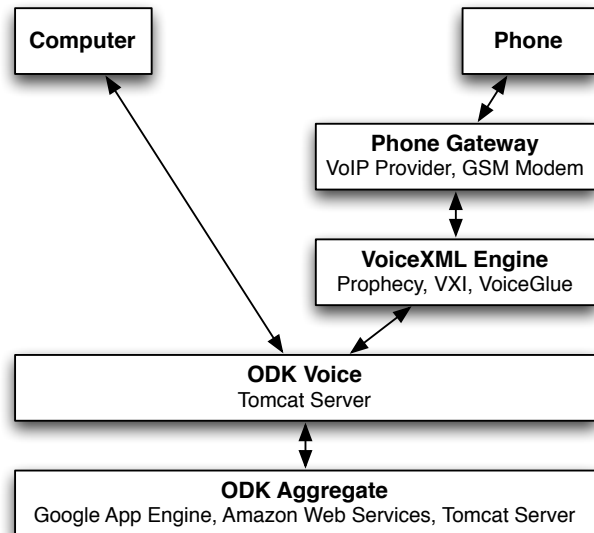 Computer
Phone
Phone Gateway
VoIP Provider, GSM Modem
VoiceXML Engine
Prophecy, VXI, VoiceGlue
ODK Voice
Tomcat Server
ODK Aggregate
Google App Engine, Amazon Web Services, Tomcat Server